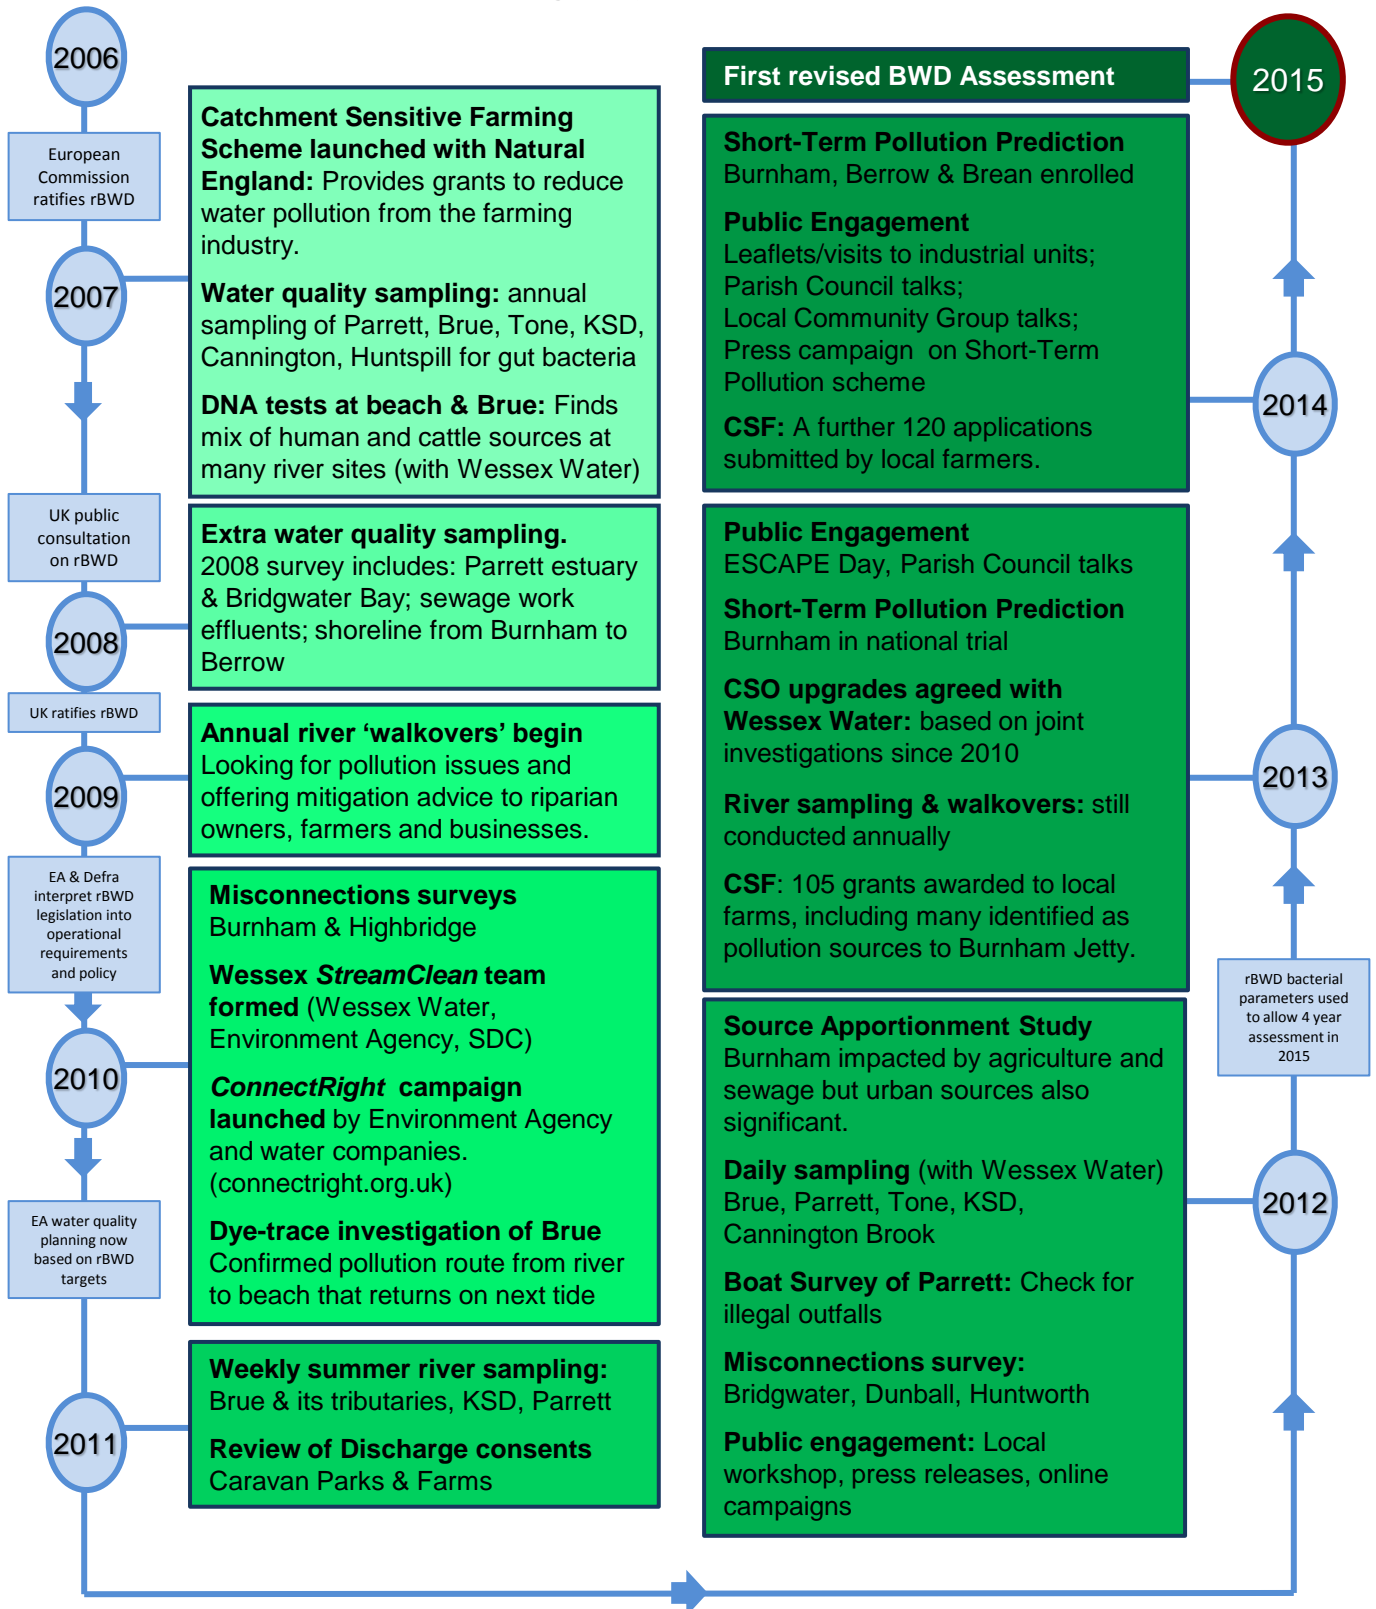 2006
European
Commission
ratifies rBWD
2007
Catchment Sensitive Farming
Scheme launched with Natural
England: Provides grants to reduce
water pollution from the farming
industry.
Water quality sampling: annual
sampling of Parrett, Brue, Tone, KSD,
Cannington, Huntspill for gut bacteria
DNA tests at beach & Brue: Finds
mix of human and cattle sources at
many river sites (with Wessex Water)
UK public
consultation
on rBWD
2008
Extra water quality sampling.
2008 survey includes: Parrett estuary
& Bridgwater Bay; sewage work
effluents; shoreline from Burnham to
Berrow
UK ratifies rBWD
2009
Annual river ‘walkovers’ begin
Looking for pollution issues and
offering mitigation advice to riparian
owners, farmers and businesses.
EA & Defra
interpret rBWD
legislation into
operational
requirements
and policy
2010
Misconnections surveys
Burnham & Highbridge
Wessex StreamClean team
formed (Wessex Water,
Environment Agency, SDC)
ConnectRight campaign
launched by Environment Agency
and water companies.
(connectright.org.uk)
Dye-trace investigation of Brue
Confirmed pollution route from river
to beach that returns on next tide
EA water quality
planning now
based on rBWD
targets
2011
Weekly summer river sampling:
Brue & its tributaries, KSD, Parrett
Review of Discharge consents
Caravan Parks & Farms
2012
Source Apportionment Study
Burnham impacted by agriculture and
sewage but urban sources also
significant.
Daily sampling (with Wessex Water)
Brue, Parrett, Tone, KSD,
Cannington Brook
Boat Survey of Parrett: Check for
illegal outfalls
Misconnections survey:
Bridgwater, Dunball, Huntworth
Public engagement: Local
workshop, press releases, online
campaigns
rBWD bacterial
parameters used
to allow 4 year
assessment in
2015
2013
Public Engagement
ESCAPE Day, Parish Council talks
Short-Term Pollution Prediction
Burnham in national trial
CSO upgrades agreed with
Wessex Water: based on joint
investigations since 2010
River sampling & walkovers: still
conducted annually
CSF: 105 grants awarded to local
farms, including many identified as
pollution sources to Burnham Jetty.
2014
Short-Term Pollution Prediction
Burnham, Berrow & Brean enrolled
Public Engagement
Leaflets/visits to industrial units;
Parish Council talks;
Local Community Group talks;
Press campaign on Short-Term
Pollution scheme
CSF: A further 120 applications
submitted by local farmers.
2015
First revised BWD Assessment